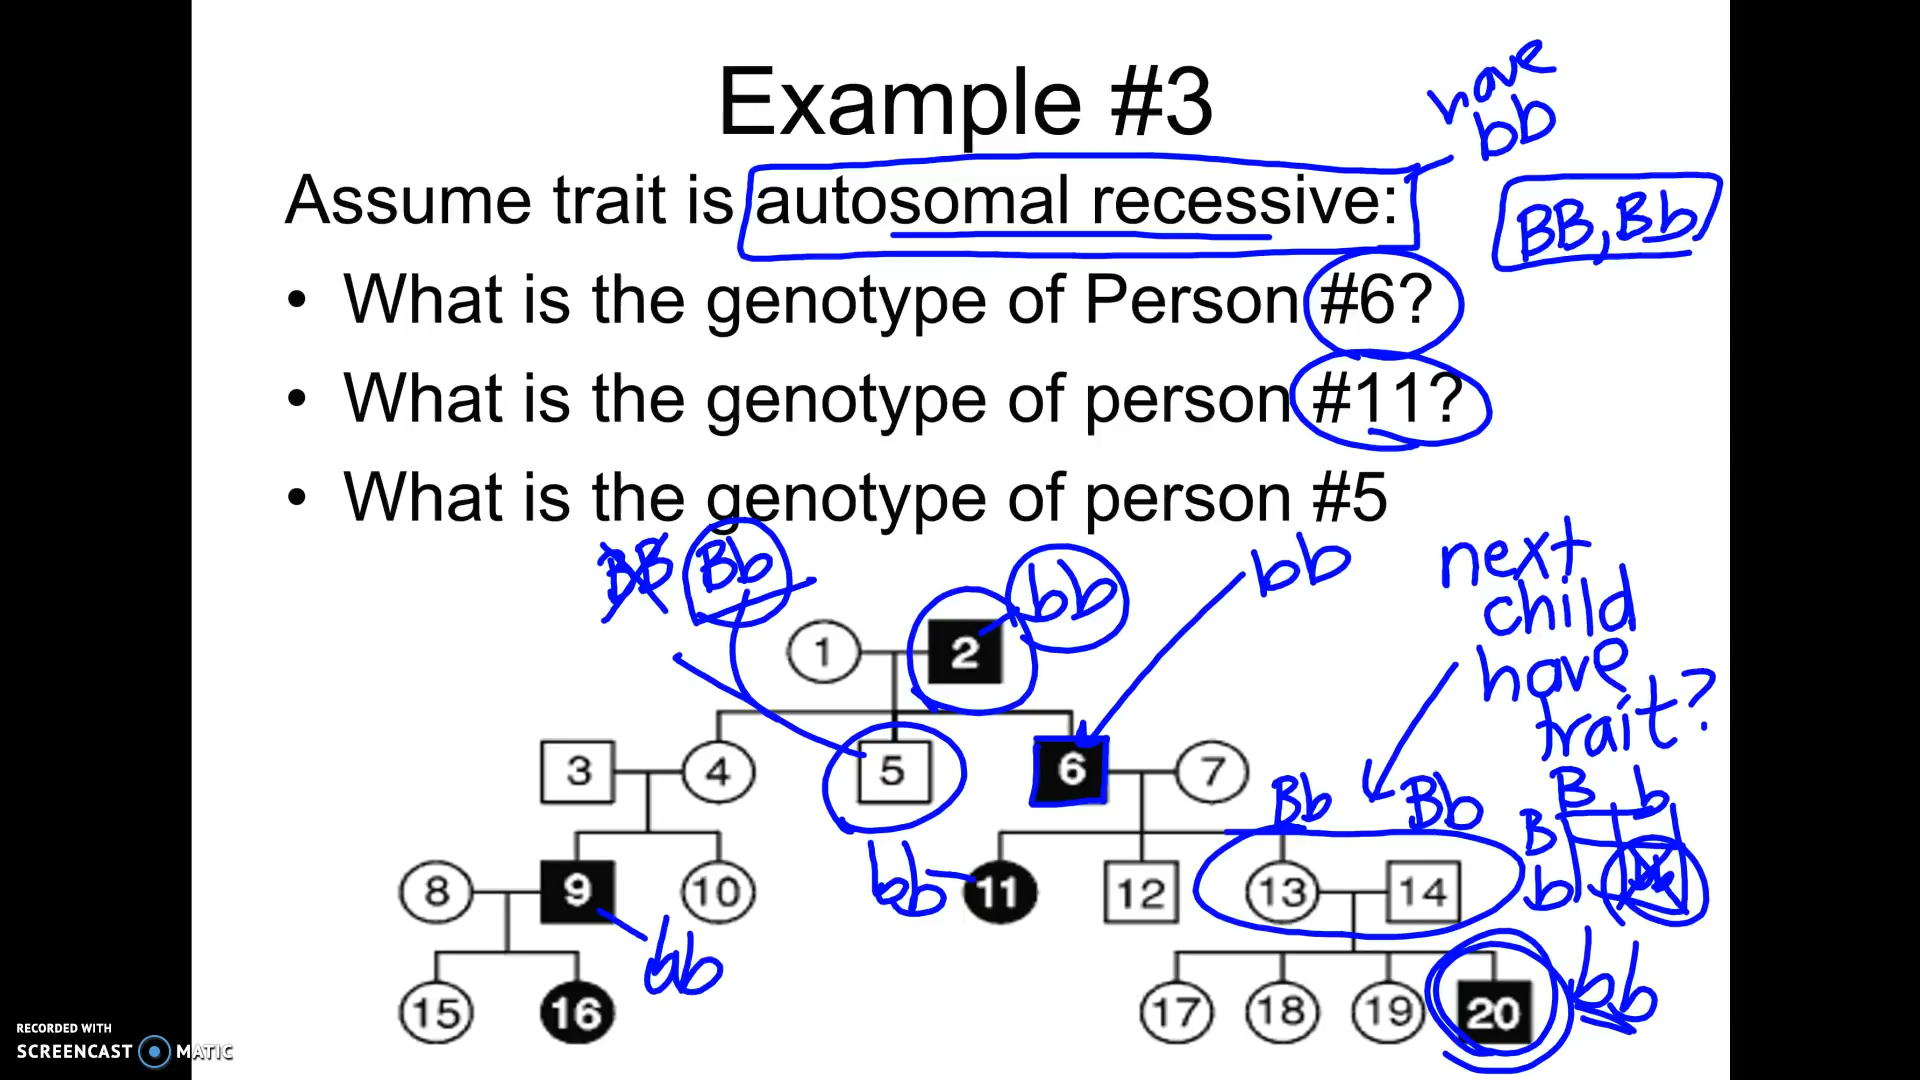 Example #3
have
bb
Assume trait is autosomal recessive:
BB, Bb
• What is the genotype of Person #6?
• What is the genotype of person #11?
• What is the genotype of person #5
BB Bb
bb
bb
next
child
have
trait?
1 2
3 4 5 6 7
Bb Bb
B b
B
b bb
8 9 10 bb 11 12 13 14
bb
15 16 17 18 19 20 bb
RECORDED WITH
SCREENCAST MATIC